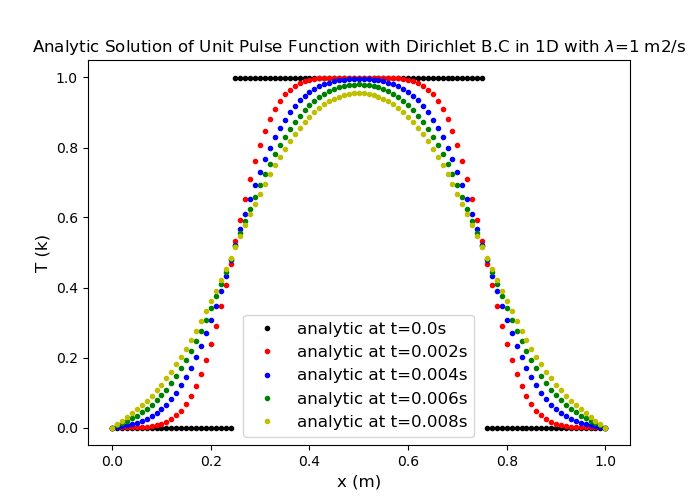 Analytic Solution of Unit Pulse Function with Dirichlet B.C in 1D with λ=1 m2/s
1.0
0.8
0.6
0.4
0.2
0.0
T (k)
analytic at t=0.0s
analytic at t=0.002s
analytic at t=0.004s
analytic at t=0.006s
analytic at t=0.008s
0.0 0.2 0.4 0.6 0.8 1.0
x (m)